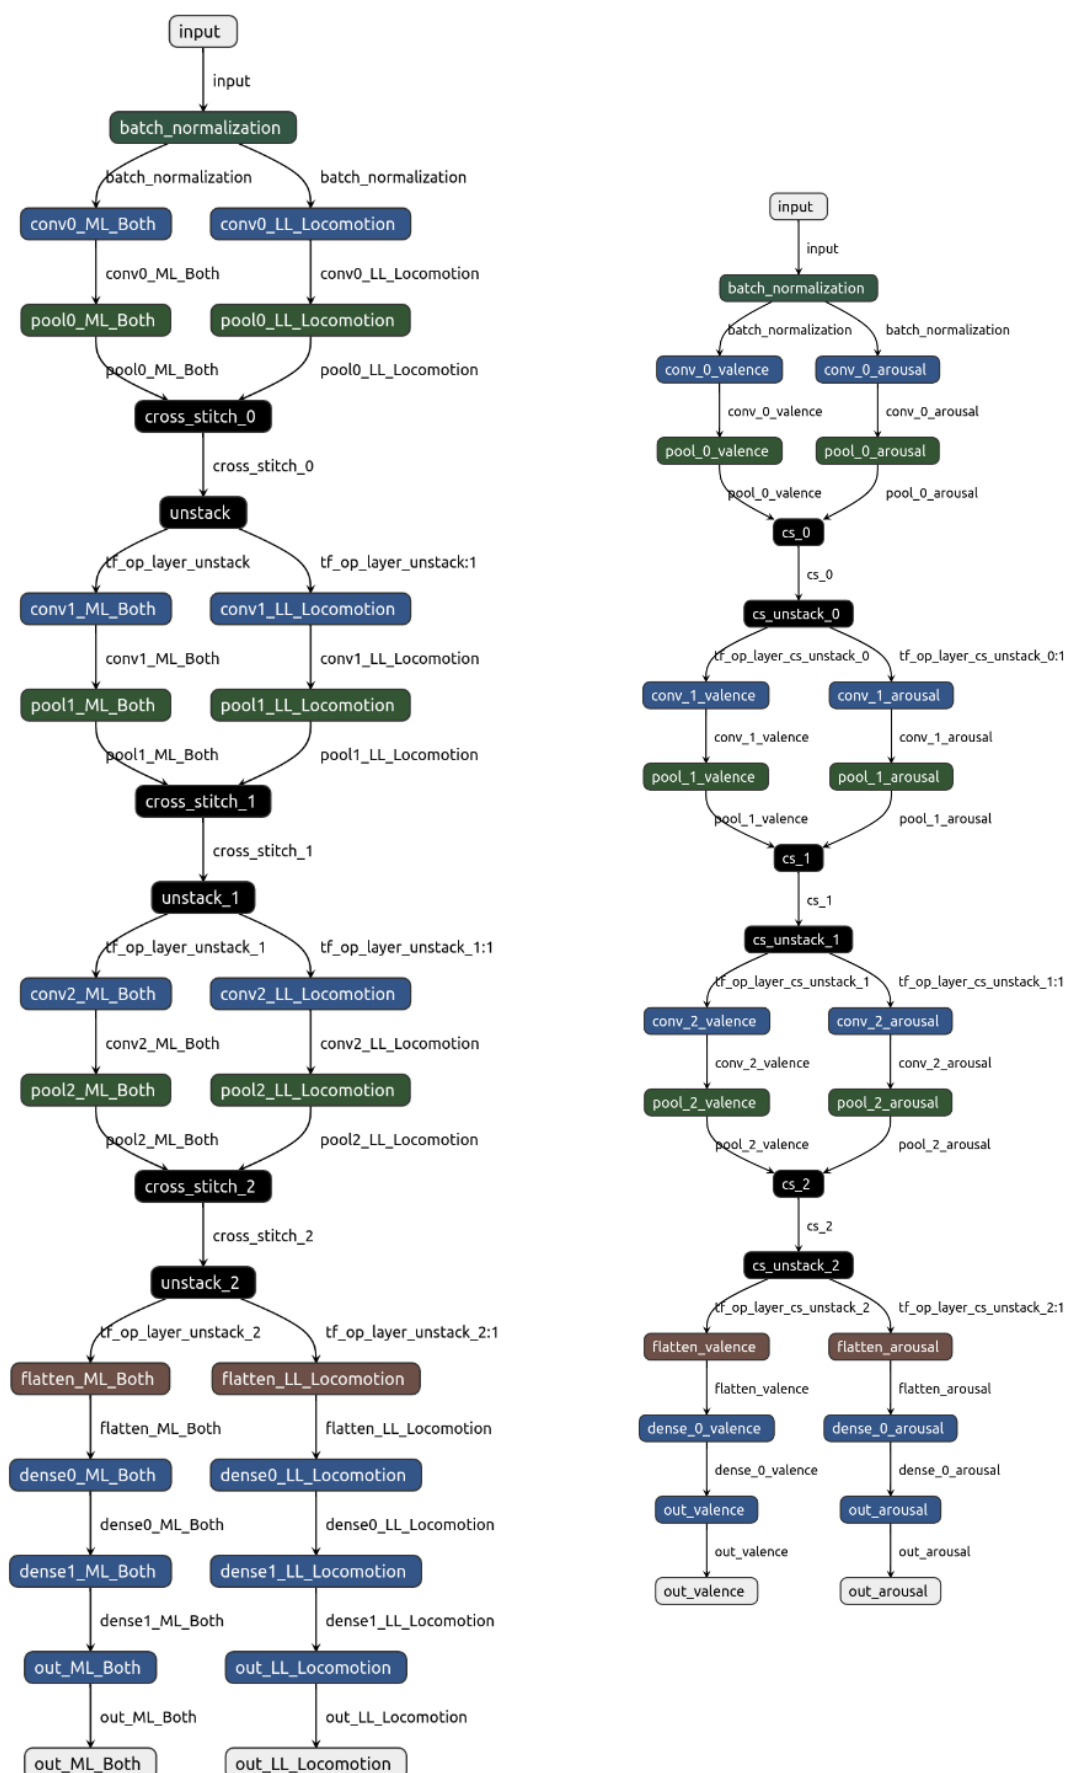 input
input
batch_normalization
batch_normalization batch_normalization
conv0_ML_Both conv0_LL_Locomotion
conv0_ML_Both conv0_LL_Locomotion
pool0_ML_Both pool0_LL_Locomotion
pool0_ML_Both pool0_LL_Locomotion
cross_stitch_0
cross_stitch_0
unstack
tf_op_layer_unstack tf_op_layer_unstack:1
conv1_ML_Both conv1_LL_Locomotion
conv1_ML_Both conv1_LL_Locomotion
pool1_ML_Both pool1_LL_Locomotion
pool1_ML_Both pool1_LL_Locomotion
cross_stitch_1
cross_stitch_1
unstack_1
tf_op_layer_unstack_1 tf_op_layer_unstack_1:1
conv2_ML_Both conv2_LL_Locomotion
conv2_ML_Both conv2_LL_Locomotion
pool2_ML_Both pool2_LL_Locomotion
pool2_ML_Both pool2_LL_Locomotion
cross_stitch_2
cross_stitch_2
unstack_2
tf_op_layer_unstack_2 tf_op_layer_unstack_2:1
flatten_ML_Both flatten_LL_Locomotion
flatten_ML_Both flatten_LL_Locomotion
dense0_ML_Both dense0_LL_Locomotion
dense0_ML_Both dense0_LL_Locomotion
dense1_ML_Both dense1_LL_Locomotion
dense1_ML_Both dense1_LL_Locomotion
out_ML_Both out_LL_Locomotion
out_ML_Both out_LL_Locomotion
out_ML_Both out_LL_Locomotion
input
input
batch_normalization
batch_normalization batch_normalization
conv_0_valence conv_0_arousal
conv_0_valence conv_0_arousal
pool_0_valence pool_0_arousal
pool_0_valence pool_0_arousal
cs_0
cs_0
cs_unstack_0
tf_op_layer_cs_unstack_0 tf_op_layer_cs_unstack_0:1
conv_1_valence conv_1_arousal
conv_1_valence conv_1_arousal
pool_1_valence pool_1_arousal
pool_1_valence pool_1_arousal
cs_1
cs_1
cs_unstack_1
tf_op_layer_cs_unstack_1 tf_op_layer_cs_unstack_1:1
conv_2_valence conv_2_arousal
conv_2_valence conv_2_arousal
pool_2_valence pool_2_arousal
pool_2_valence pool_2_arousal
cs_2
cs_2
cs_unstack_2
tf_op_layer_cs_unstack_2 tf_op_layer_cs_unstack_2:1
flatten_valence flatten_arousal
flatten_valence flatten_arousal
dense_0_valence dense_0_arousal
dense_0_valence dense_0_arousal
out_valence out_arousal
out_valence out_arousal
out_valence out_arousal